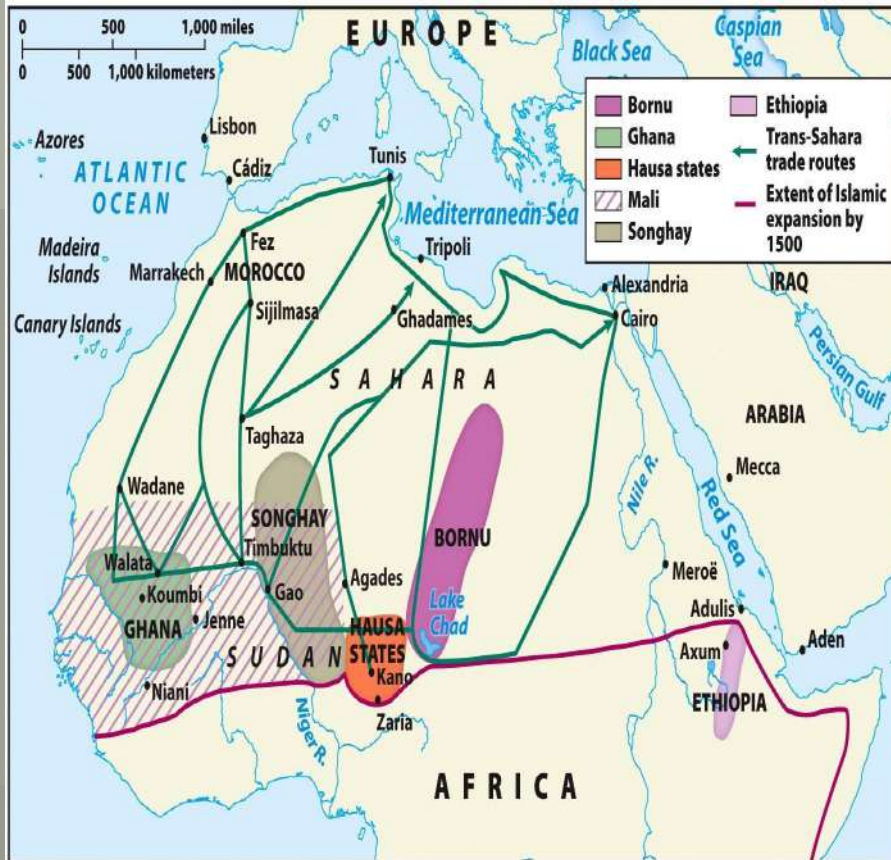 0 500 1,000 miles
0 500 1,000 kilometers
EUROPE
Black Sea
Caspian
Sea
Bornu
Ghana
Hausa states
Mali
Songhay
Ethiopia
Trans-Sahara
trade routes
Extent of Islamic
expansion by
1500
Azores
Lisbon
Cádiz
ATLANTIC
OCEAN
Tunis
Mediterranean Sea
Madeira
Islands
Fez
Marrakech
MOROCCO
Tripoli
Canary Islands
Sijilmasa
Ghadames
Alexandria
Cairo
IRAQ
Persian Gulf
SAHARA
Taghaza
ARABIA
Mecca
Nile R.
Red Sea
Wadane
SONGHAY
Timbuktu
BORNU
Walata
Koumbi
GHANA
Jenne
Gao
Agades
Lake
Chad
Meroë
Adulis
HAUSA
STATES
SUDAN
Kano
Axum
Aden
Niani
Zaria
ETHIOPIA
Niger R.
AFRICA